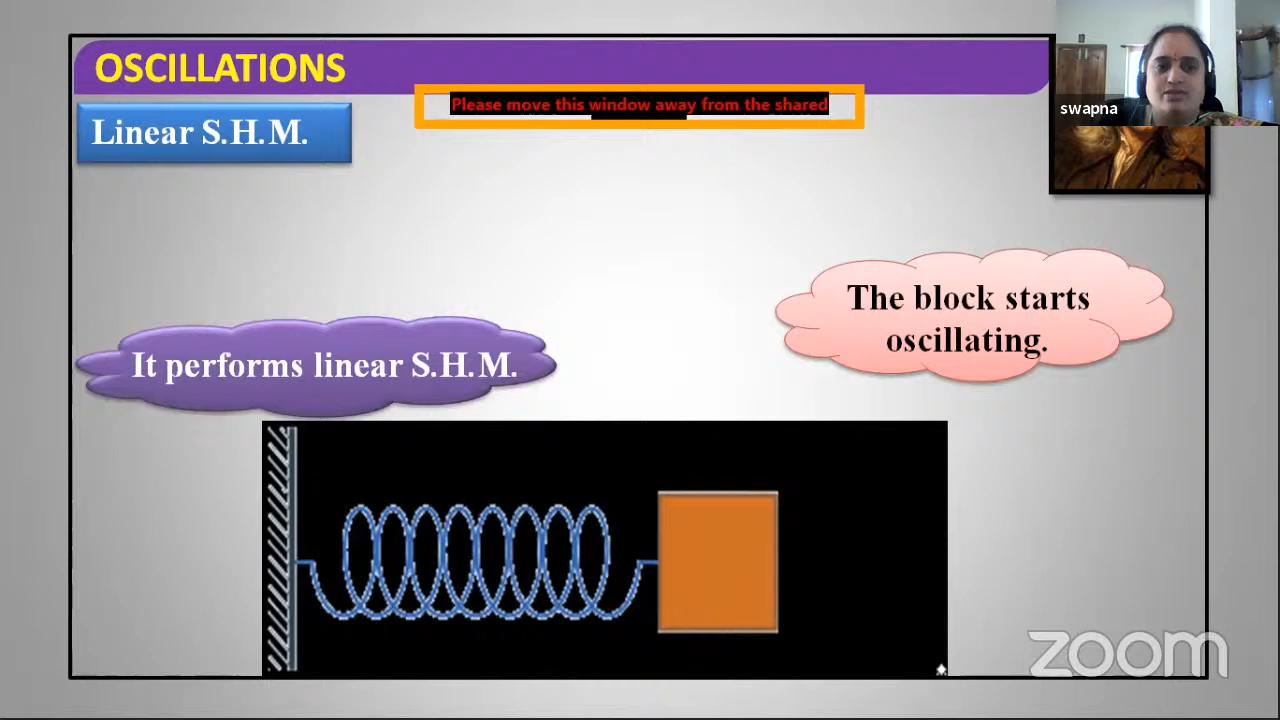 OSCILLATIONS
Please move this window away from the shared
swapna
Linear S.H.M.
The block starts
oscillating.
It performs linear S.H.M.
zoom